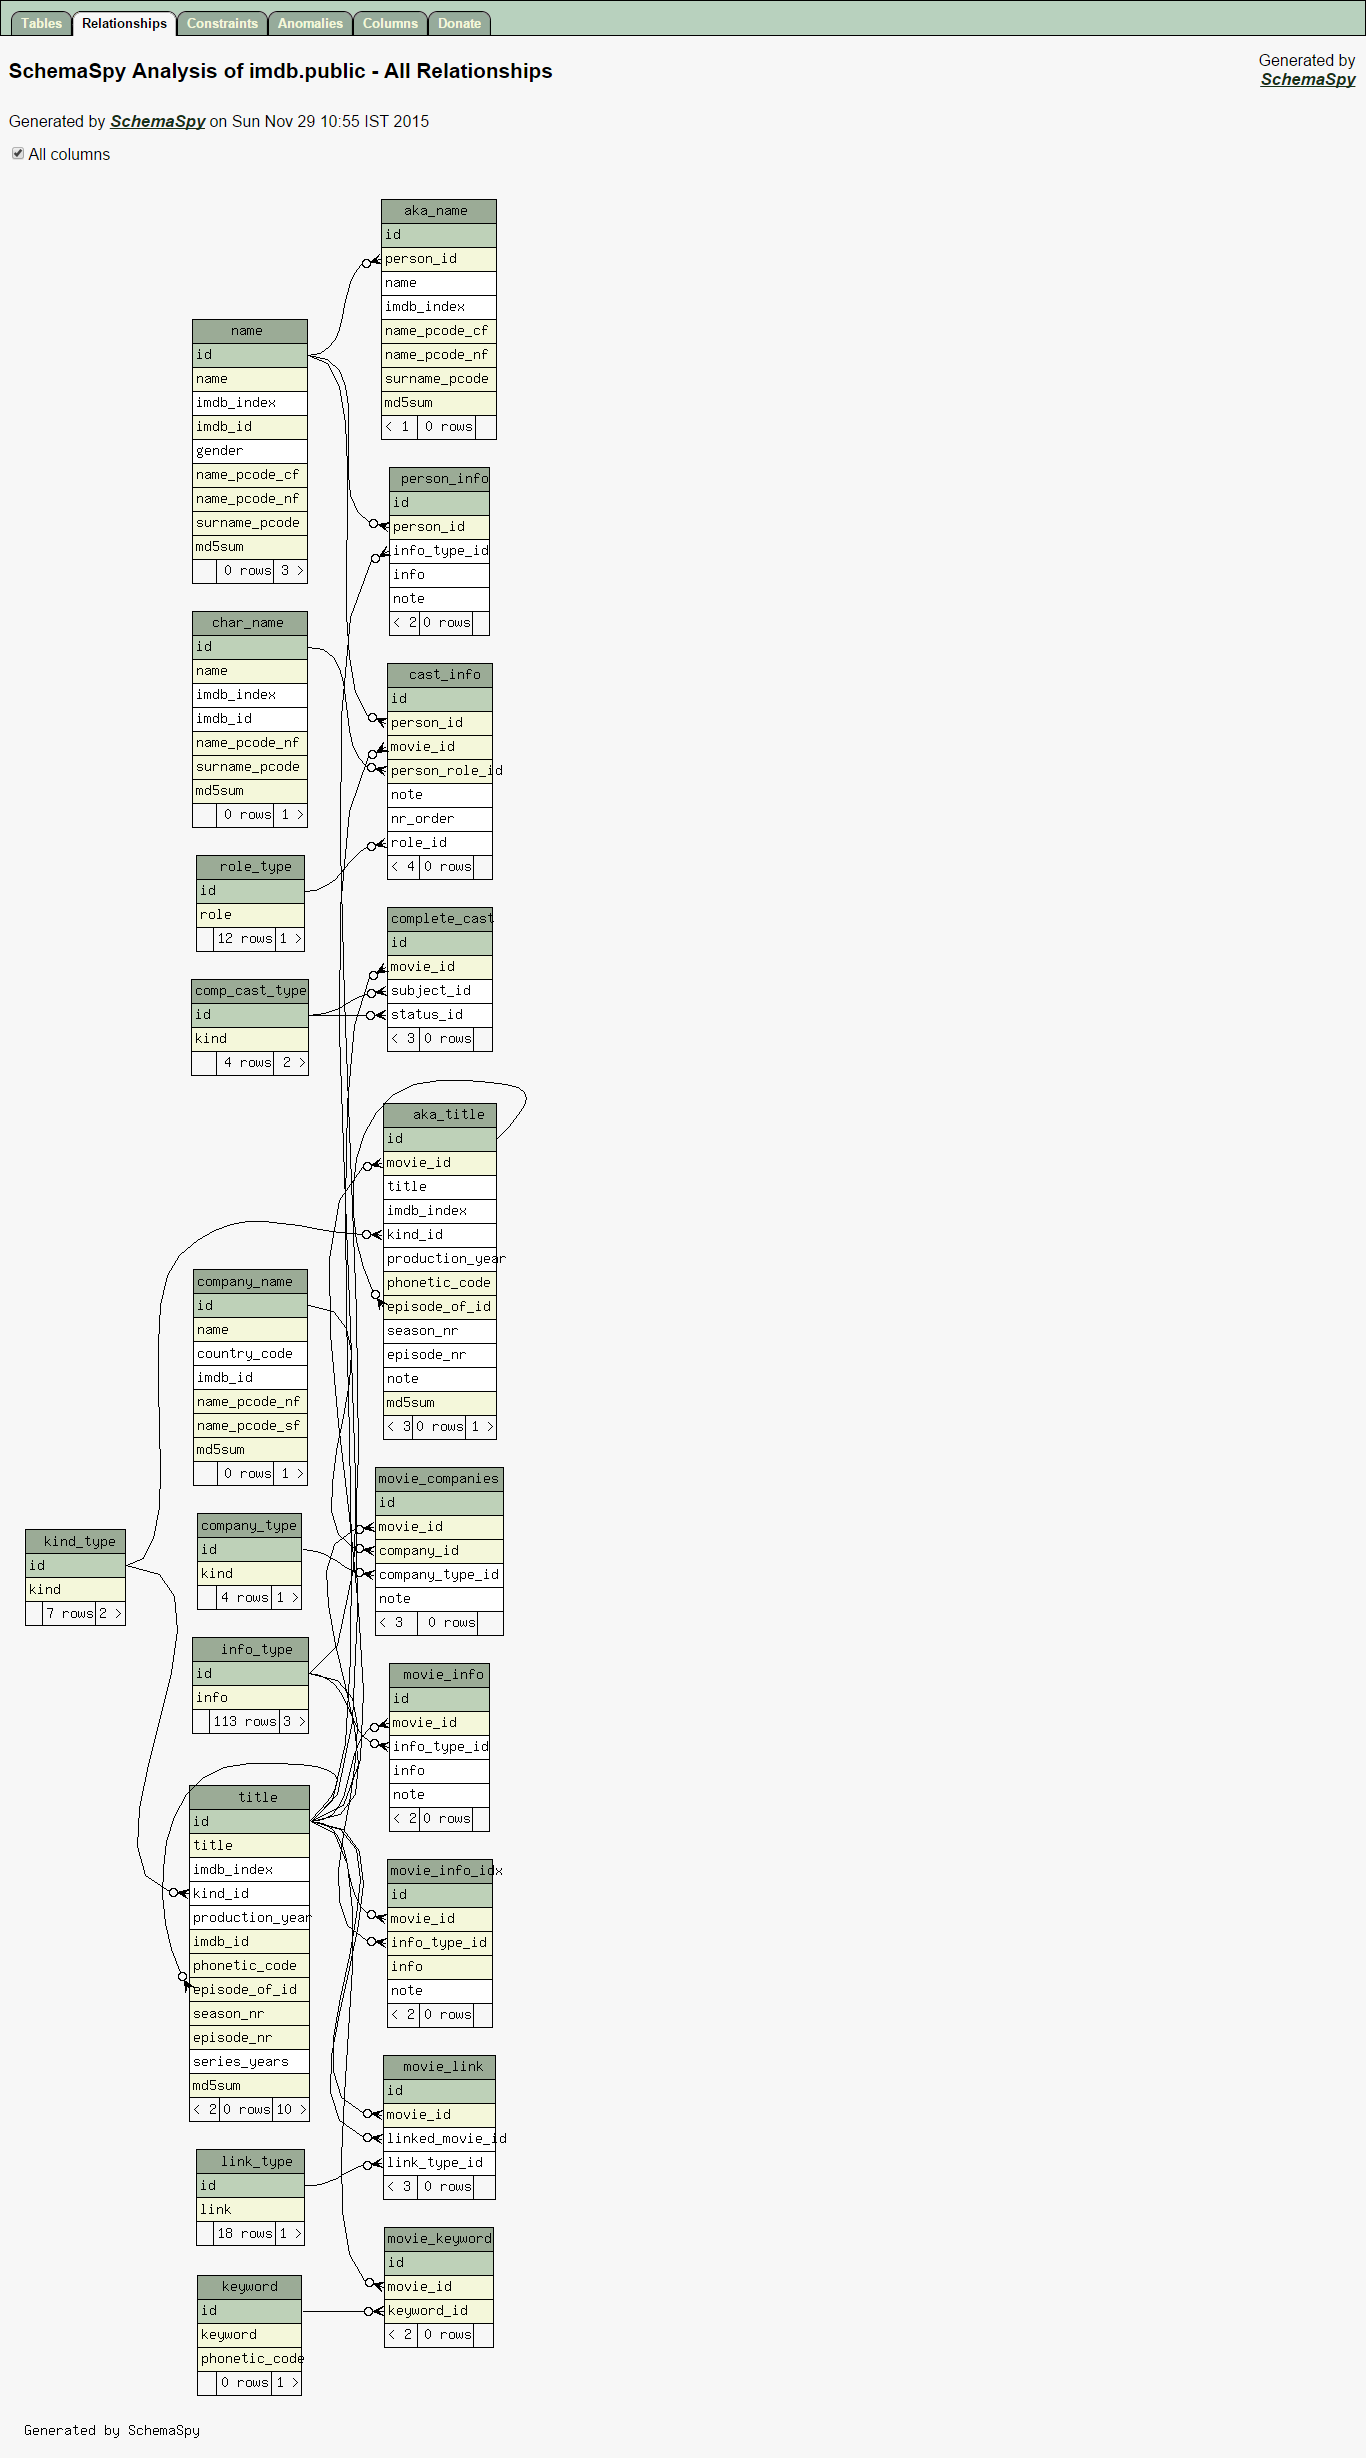 Tables Relationships Constraints Anomalies Columns Donate
SchemaSpy Analysis of imdb.public - All Relationships
Generated by
SchemaSpy
Generated by SchemaSpy on Sun Nov 29 10:55 IST 2015
All columns
aka_name
id
person_id
name
imdb_index
name_pcode_cf
name_pcode_nf
surname_pcode
md5sum
< 1 0 rows
name
id
name
imdb_index
imdb_id
gender
name_pcode_cf
name_pcode_nf
surname_pcode
md5sum
0 rows 3 >
person_info
id
person_id
info_type_id
info
note
< 2 0 rows
char_name
id
name
imdb_index
imdb_id
name_pcode_nf
surname_pcode
md5sum
0 rows 1 >
cast_info
id
person_id
movie_id
person_role_id
note
nr_order
role_id
< 4 0 rows
role_type
id
role
12 rows 1 >
complete_cast
id
movie_id
subject_id
status_id
< 3 0 rows
comp_cast_type
id
kind
4 rows 2 >
aka_title
id
movie_id
title
imdb_index
kind_id
production_year
phonetic_code
episode_of_id
season_nr
episode_nr
note
md5sum
< 3 0 rows 1 >
company_name
id
name
country_code
imdb_id
name_pcode_nf
name_pcode_sf
md5sum
0 rows 1 >
movie_companies
id
movie_id
company_id
company_type_id
note
< 3 0 rows
company_type
id
kind
4 rows 1 >
kind_type
id
kind
7 rows 2 >
info_type
id
info
113 rows 3 >
movie_info
id
movie_id
info_type_id
info
note
< 2 0 rows
title
id
title
imdb_index
kind_id
production_year
imdb_id
phonetic_code
episode_of_id
season_nr
episode_nr
series_years
md5sum
< 2 0 rows 10 >
movie_info_idx
id
movie_id
info_type_id
info
note
< 2 0 rows
movie_link
id
movie_id
linked_movie_id
link_type_id
< 3 0 rows
link_type
id
link
18 rows 1 >
movie_keyword
id
movie_id
keyword_id
< 2 0 rows
keyword
id
keyword
phonetic_code
0 rows 1 >
Generated by SchemaSpy